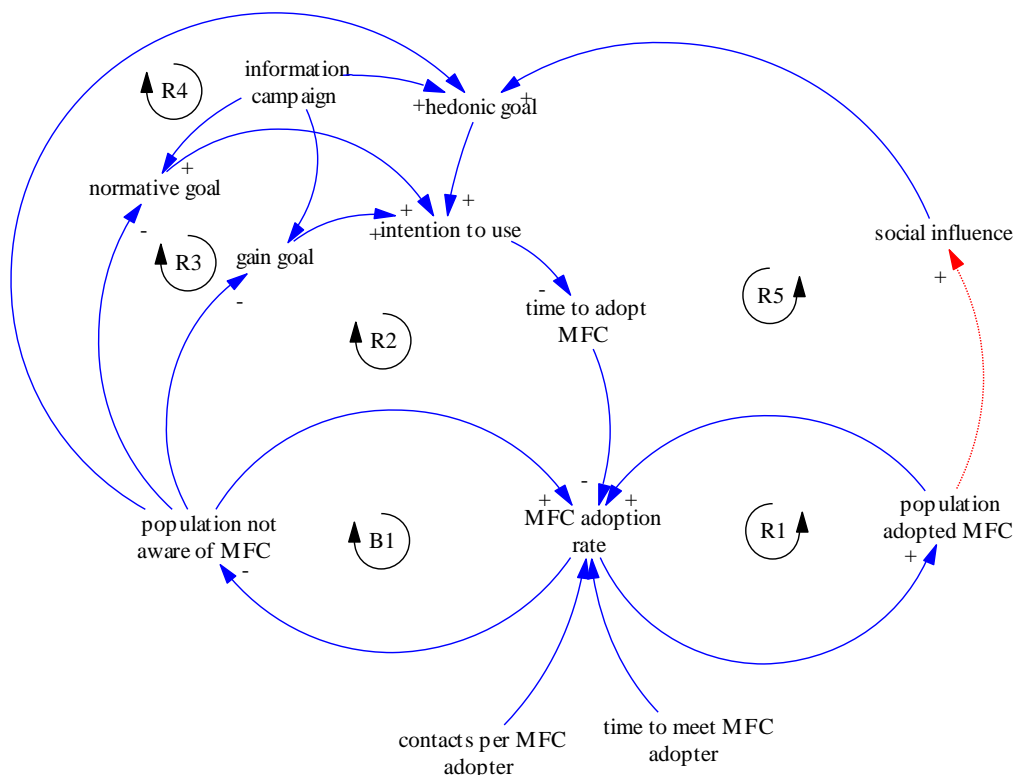 information
campaign
R4
+
hedonic goal
+
+
normative goal
+
+
+
intention to use
social influence
-
R3
gain goal
+
-
-
R5
time to adopt
MFC
R2
-
+
+
population not
aware of MFC
B1
MFC adoption
rate
R1
population
adopted MFC
+
-
contacts per MFC
adopter
time to meet MFC
adopter